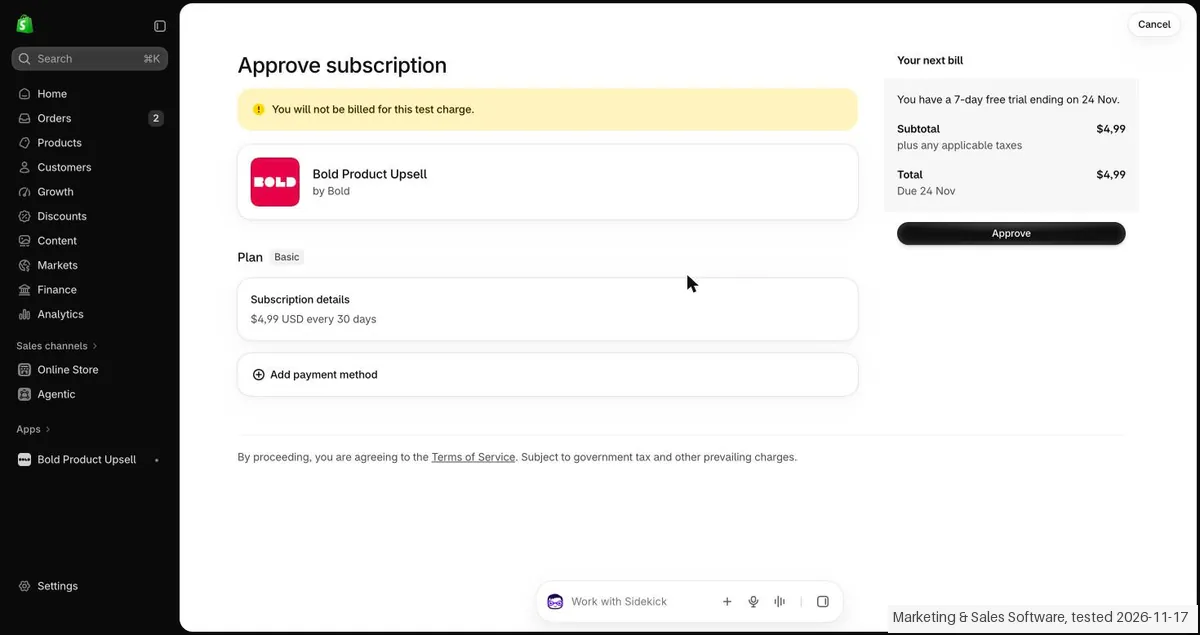 Search ⌘K
Home
Orders 2
Products
Customers
Growth
Discounts
Content
Markets
Finance
Analytics
Sales channels
Online Store
Agentic
Apps
Bold Product Upsell
Settings
Cancel
Approve subscription
You will not be billed for this test charge.
BOLD
Bold Product Upsell
by Bold
Plan Basic
Subscription details
$4,99 USD every 30 days
Add payment method
By proceeding, you are agreeing to the Terms of Service. Subject to government tax and other prevailing charges.
Your next bill
You have a 7-day free trial ending on 24 Nov.
Subtotal $4,99
plus any applicable taxes
Total $4,99
Due 24 Nov
Approve
Work with Sidekick
Marketing & Sales Software, tested 2026-11-17